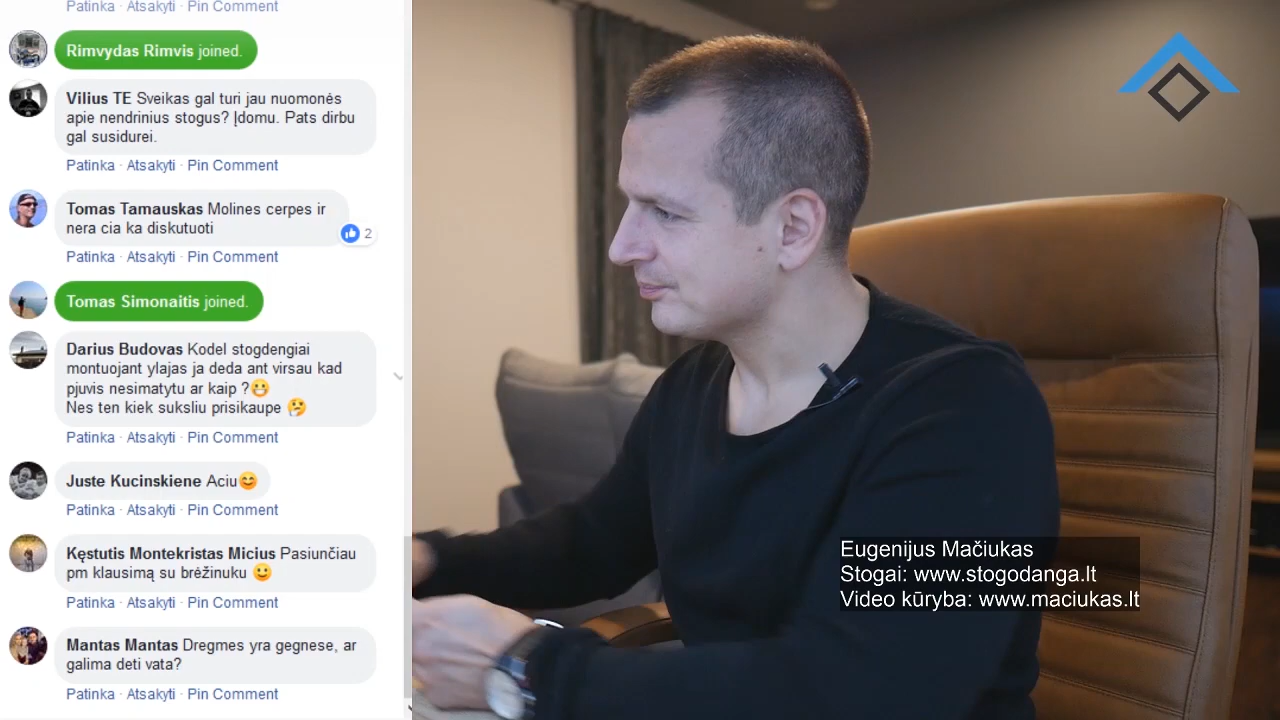 Patinka · Atsakyti · Pin Comment
Rimvydas Rimvis joined.
Vilius TE Sveikas gal turi jau nuomonės
apie nendrinius stogus? Įdomu. Pats dirbu
gal susidurei.
Patinka · Atsakyti · Pin Comment
Tomas Tamauskas Molines cerpes ir
nera cia ka diskutuoti
2
Patinka · Atsakyti · Pin Comment
Tomas Simonaitis joined.
Darius Budovas Kodel stogdengiai
montuojant ylajas ja deda ant virsau kad
pjuvis nesimatytu ar kaip ?😬
Nes ten kiek suksliu prisikaupe 🤔
Patinka · Atsakyti · Pin Comment
Juste Kucinskiene Aciu😊
Patinka · Atsakyti · Pin Comment
Kęstutis Montekristas Micius Pasiunčiau
pm klausimą su brėžinuku 🙂
Patinka · Atsakyti · Pin Comment
Mantas Mantas Dregmes yra gegnese, ar
galima deti vata?
Patinka · Atsakyti · Pin Comment
Eugenijus Mačiukas
Stogai: www.stogodanga.lt
Video kūryba: www.maciukas.lt